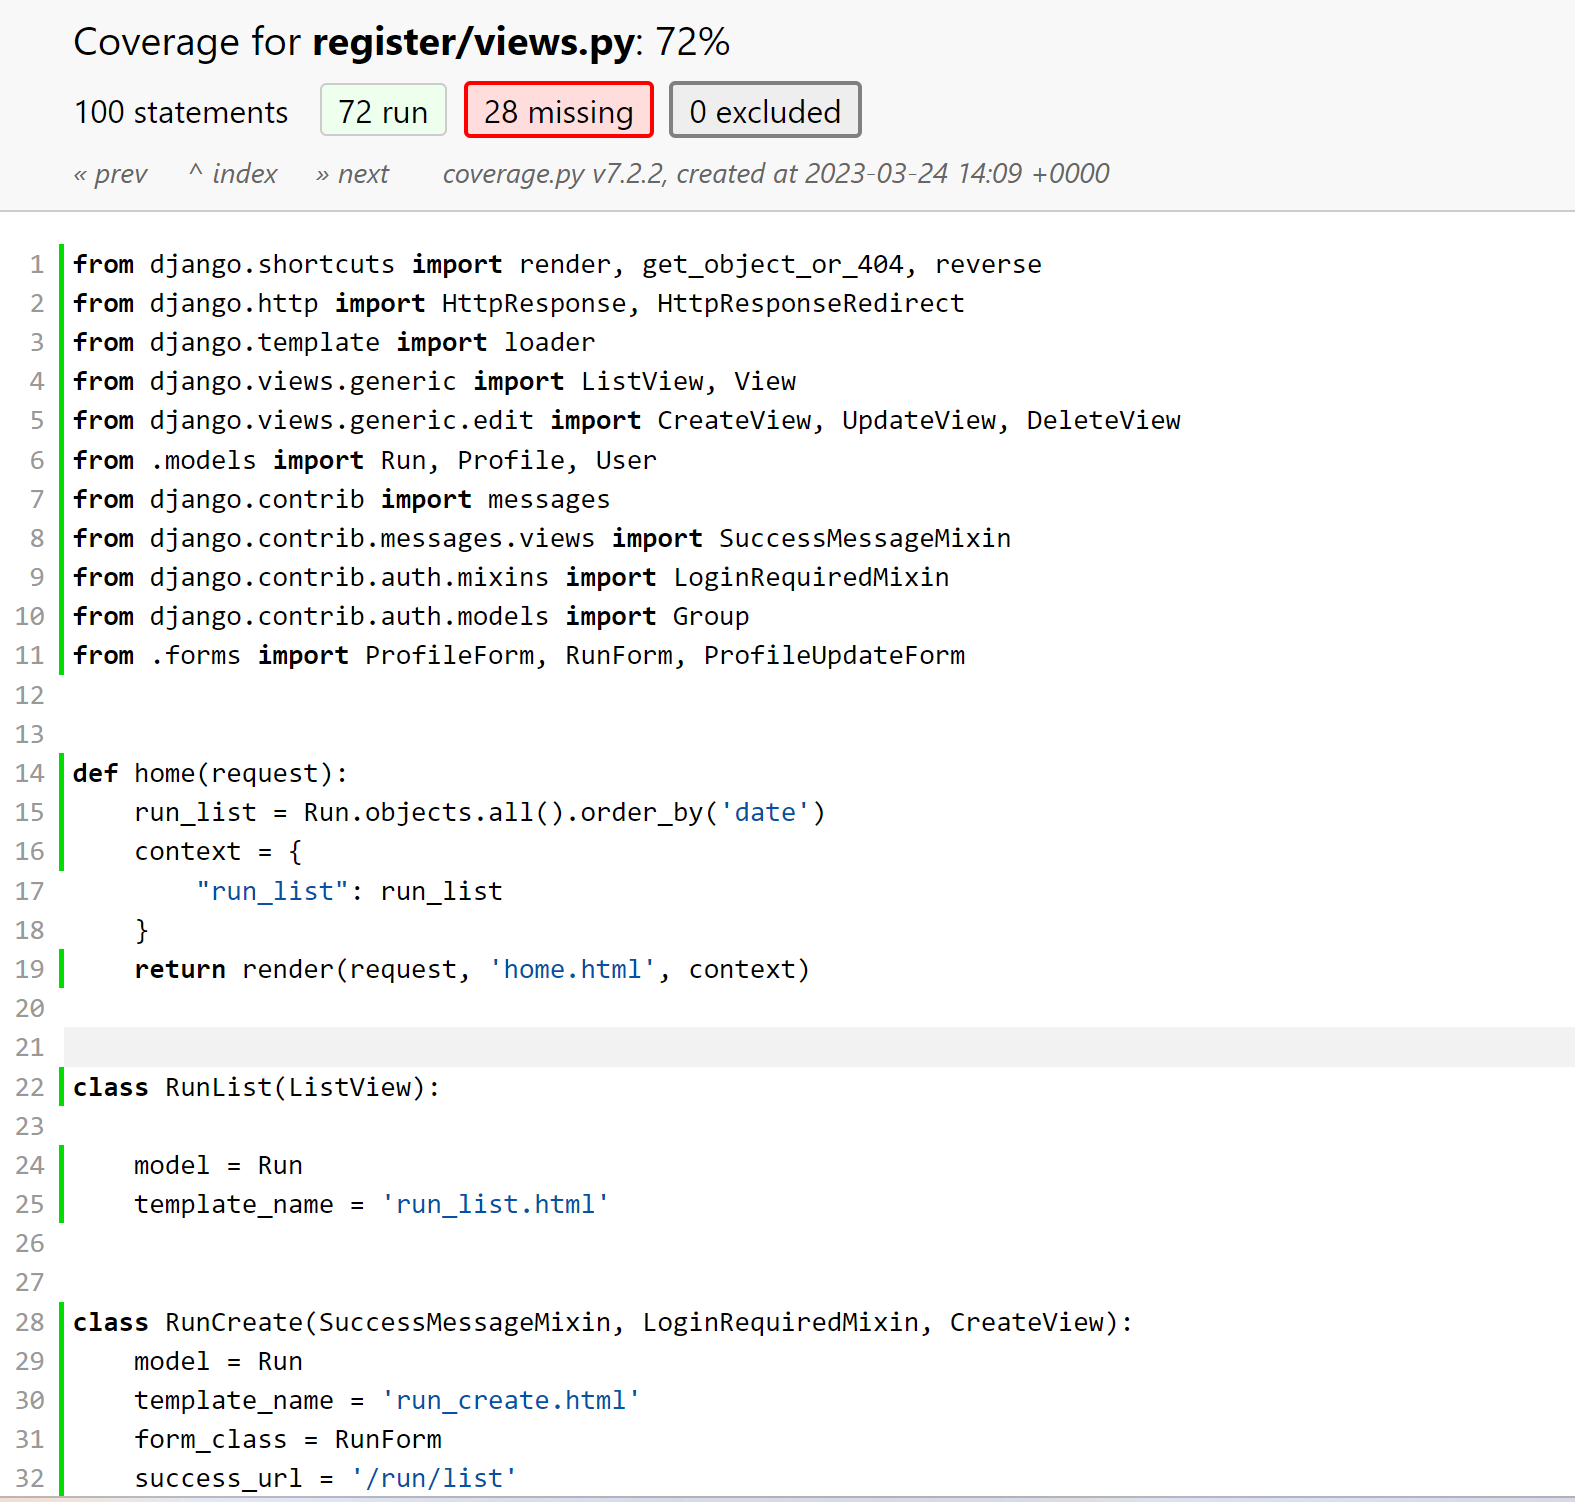 Coverage for register/views.py: 72%
100 statements 72 run 28 missing 0 excluded
« prev ^ index » next coverage.py v7.2.2, created at 2023-03-24 14:09 +0000
1 from django.shortcuts import render, get_object_or_404, reverse
2 from django.http import HttpResponse, HttpResponseRedirect
3 from django.template import loader
4 from django.views.generic import ListView, View
5 from django.views.generic.edit import CreateView, UpdateView, DeleteView
6 from .models import Run, Profile, User
7 from django.contrib import messages
8 from django.contrib.messages.views import SuccessMessageMixin
9 from django.contrib.auth.mixins import LoginRequiredMixin
10 from django.contrib.auth.models import Group
11 from .forms import ProfileForm, RunForm, ProfileUpdateForm
12
13
14 def home(request):
15     run_list = Run.objects.all().order_by('date')
16     context = {
17         "run_list": run_list
18     }
19     return render(request, 'home.html', context)
20
21
22 class RunList(ListView):
23
24     model = Run
25     template_name = 'run_list.html'
26
27
28 class RunCreate(SuccessMessageMixin, LoginRequiredMixin, CreateView):
29     model = Run
30     template_name = 'run_create.html'
31     form_class = RunForm
32     success_url = '/run/list'